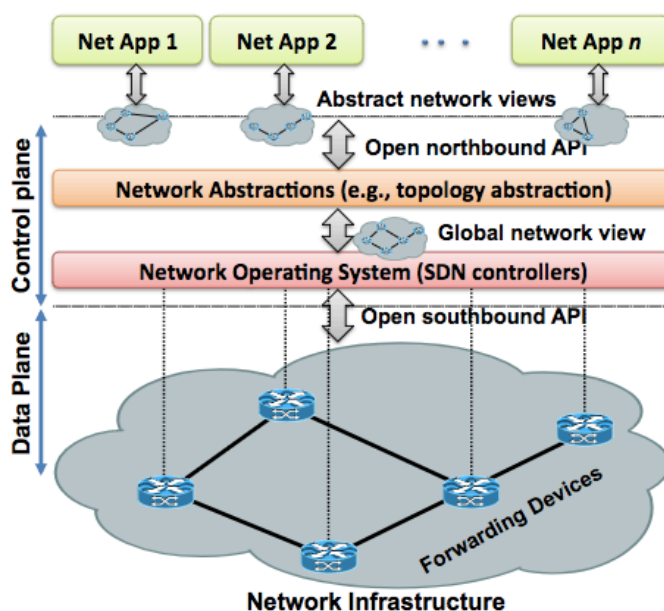 Net App 1
Net App 2
Net App n
Abstract network views
Open northbound API
Network Abstractions (e.g., topology abstraction)
Global network view
Network Operating System (SDN controllers)
Open southbound API
Control plane
Data Plane
Forwarding Devices
Network Infrastructure